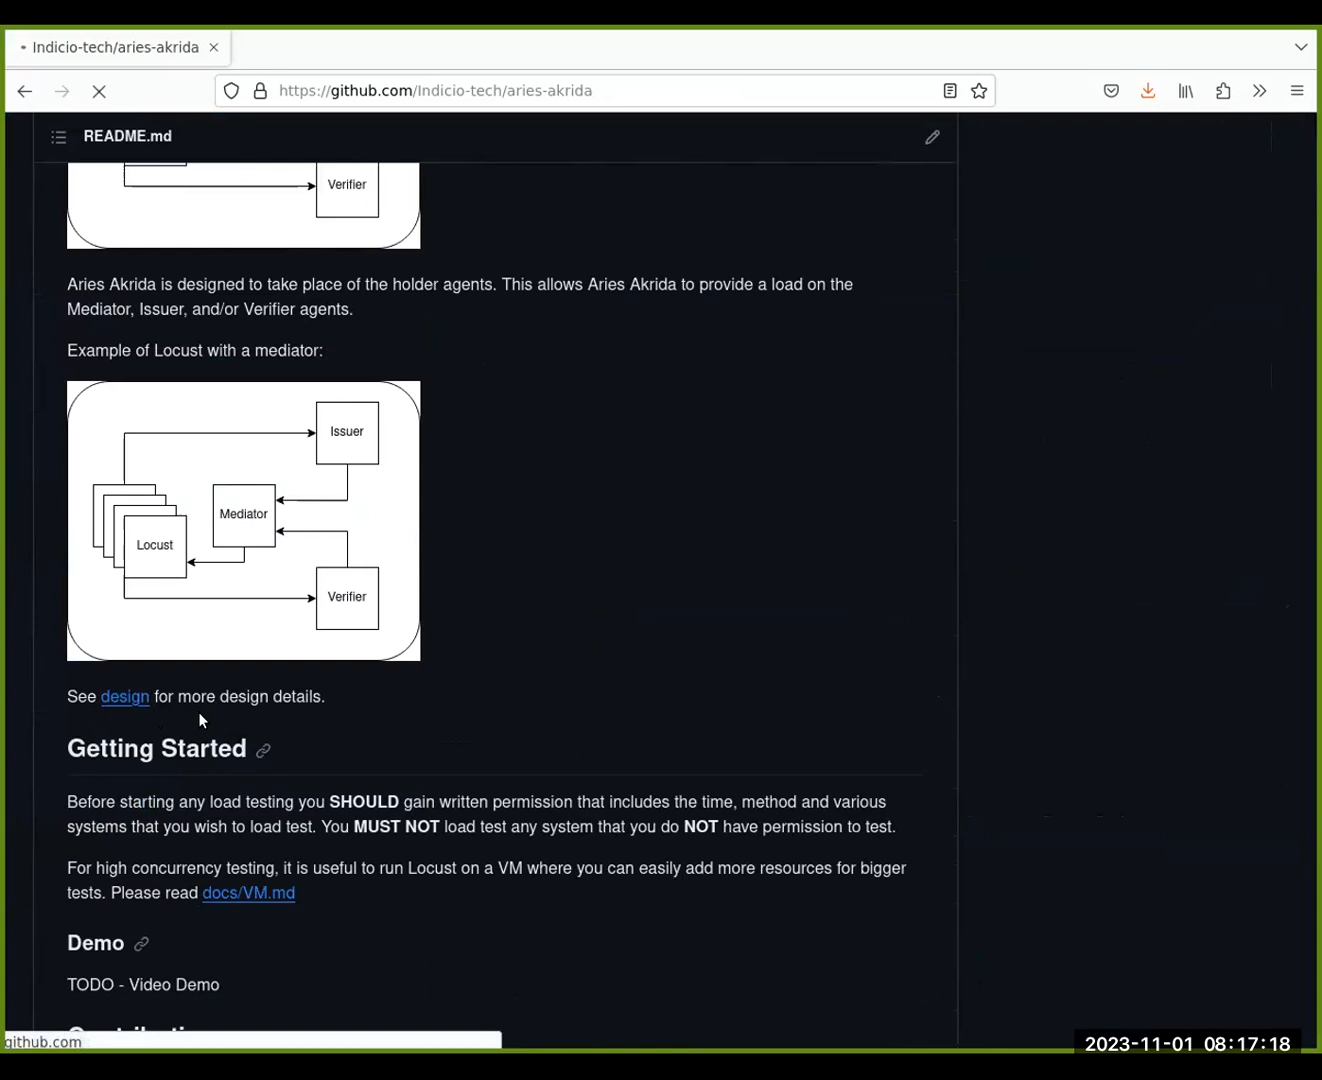 Indicio-tech/aries-akrida
https://github.com/Indicio-tech/aries-akrida
README.md
Verifier
Aries Akrida is designed to take place of the holder agents. This allows Aries Akrida to provide a load on the
Mediator, Issuer, and/or Verifier agents.
Example of Locust with a mediator:
Issuer
Mediator
Locust
Verifier
See design for more design details.
Getting Started
Before starting any load testing you SHOULD gain written permission that includes the time, method and various
systems that you wish to load test. You MUST NOT load test any system that you do NOT have permission to test.
For high concurrency testing, it is useful to run Locust on a VM where you can easily add more resources for bigger
tests. Please read docs/VM.md
Demo
TODO - Video Demo
github.com
2023-11-01 08:17:18